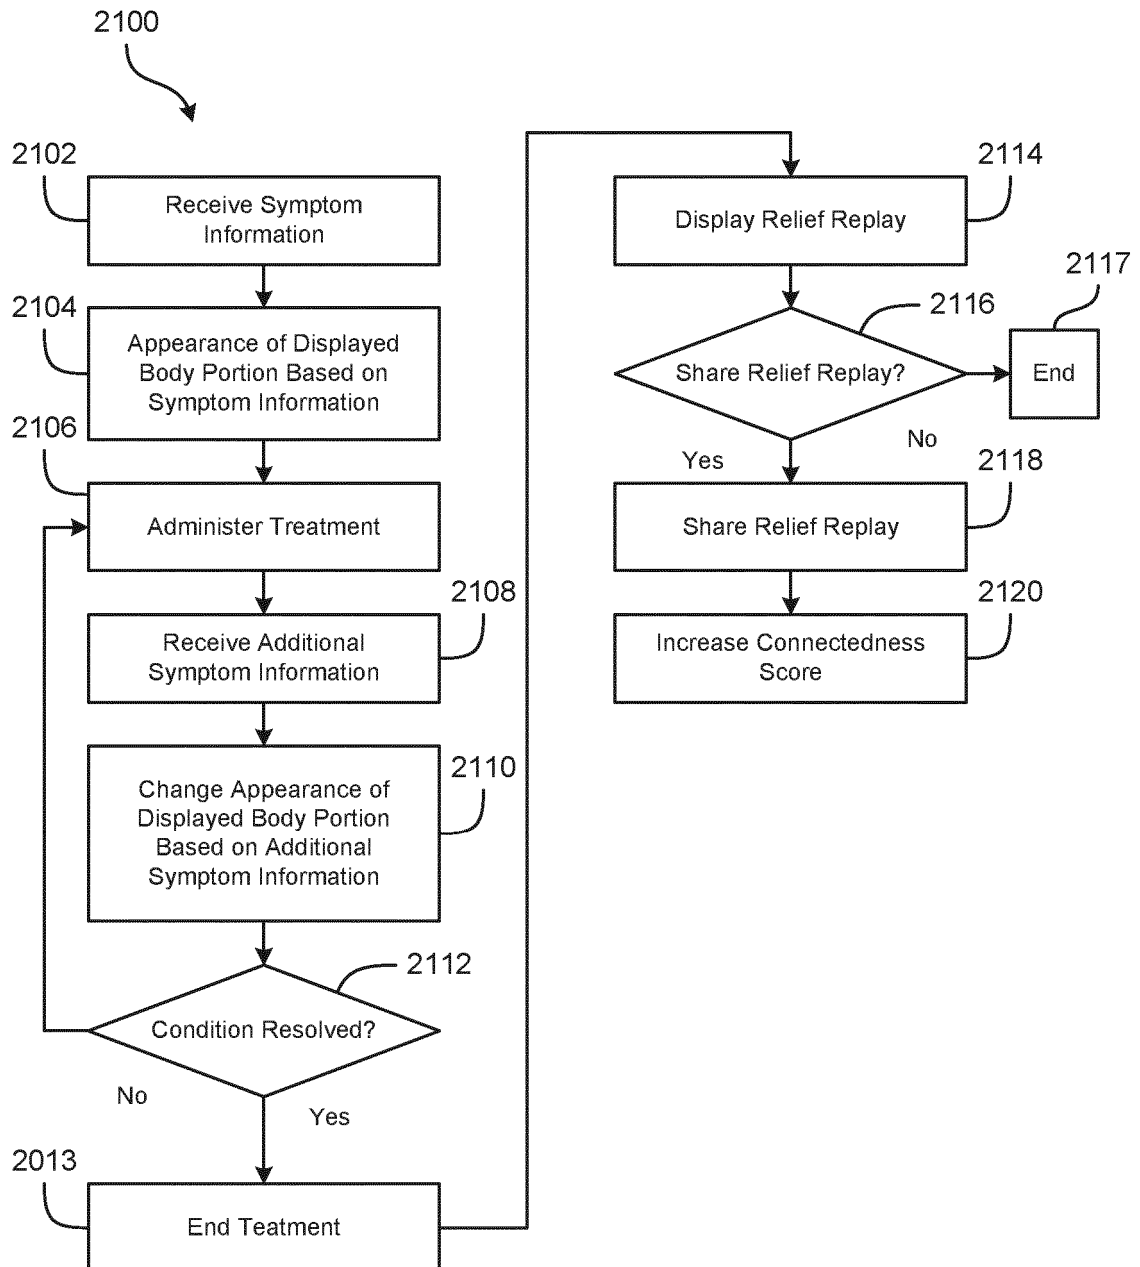 2100
2102
Receive Symptom
Information
2104
Appearance of Displayed
Body Portion Based on
Symptom Information
2106
Administer Treatment
2108
Receive Additional
Symptom Information
2110
Change Appearance of
Displayed Body Portion
Based on Additional
Symptom Information
2112
Condition Resolved?
No
Yes
2013
End Teatment
2114
Display Relief Replay
2116
Share Relief Replay?
2117
End
No
Yes
2118
Share Relief Replay
2120
Increase Connectedness
Score